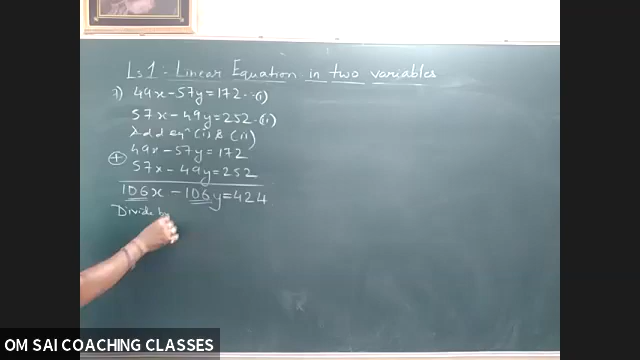 Ls 1 : Linear Equation in two variables
7) 49x - 57y = 172 -- (i)
57x - 49y = 252 -- (ii)
Add eqⁿ (i) & (ii)
49x - 57y = 172
⊕ 57x - 49y = 252
106x - 106y = 424
Divide by
OM SAI COACHING CLASSES